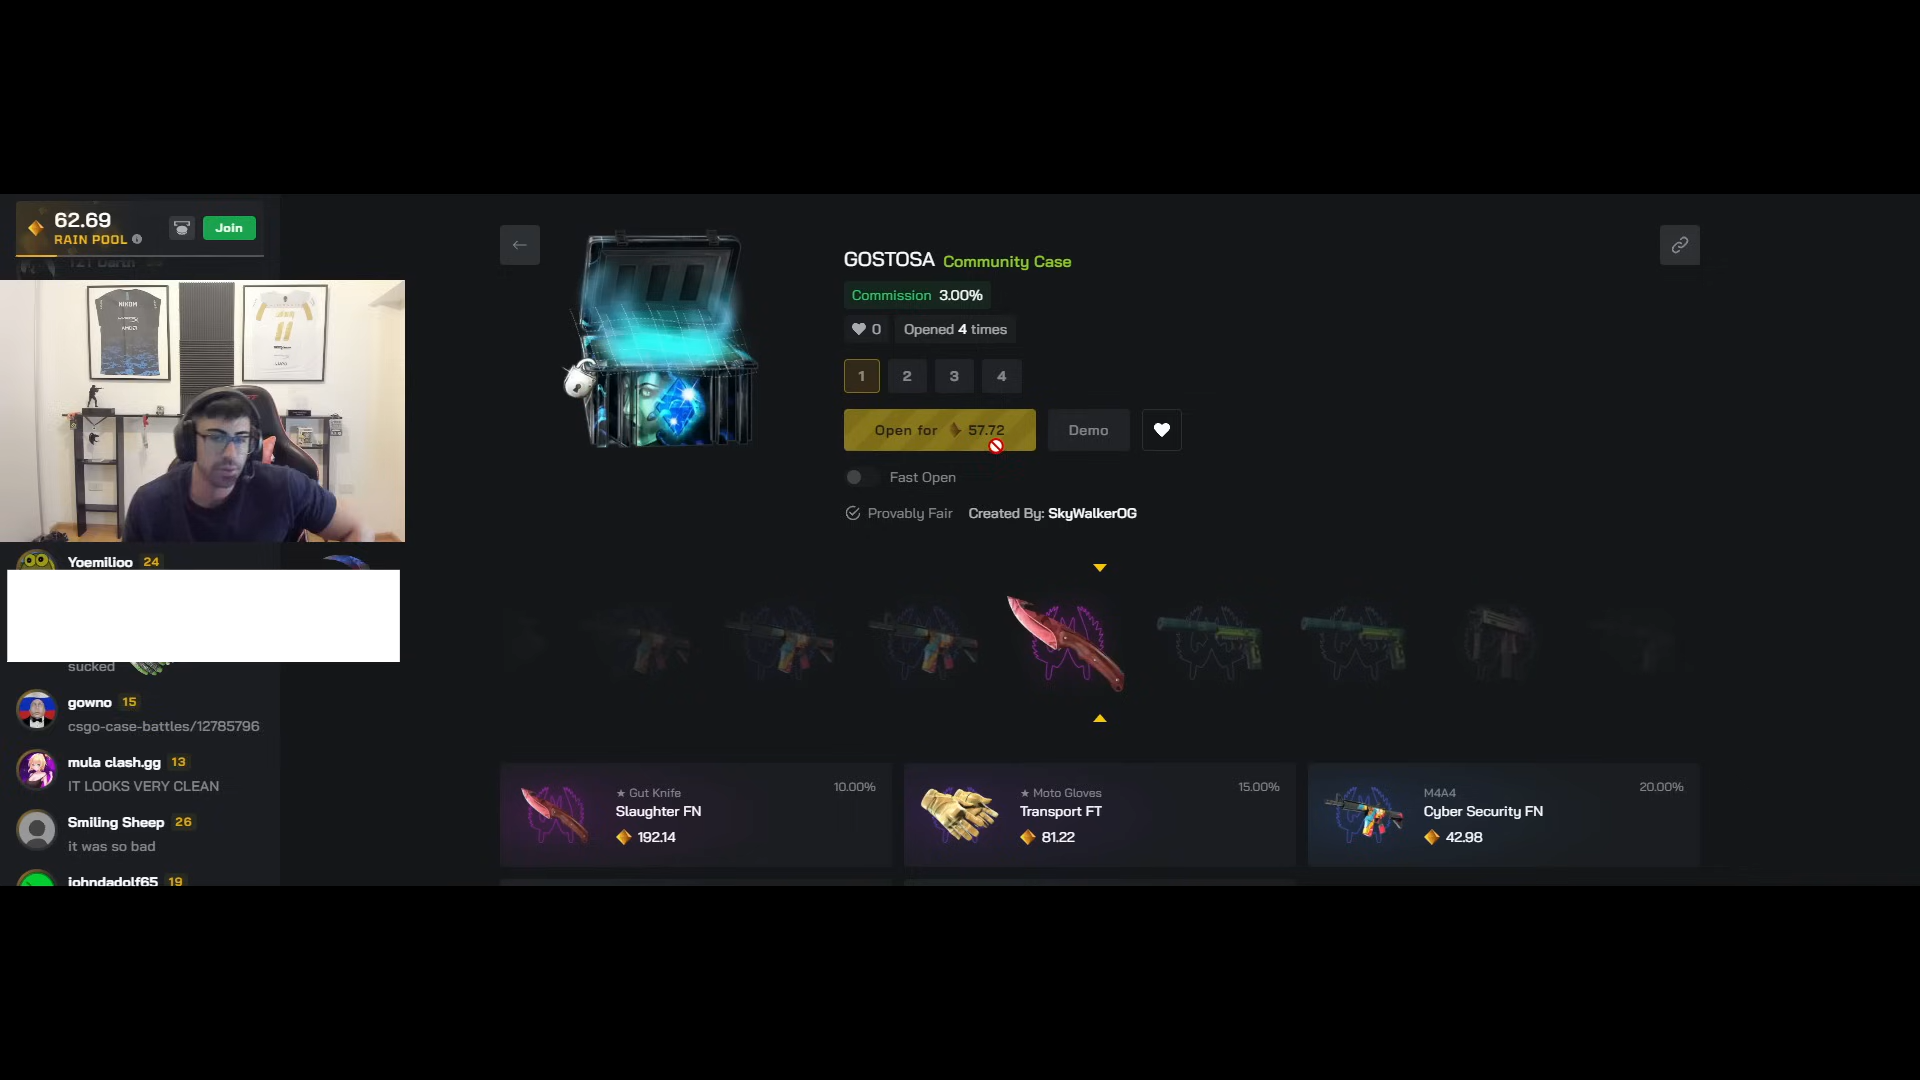 62.69
RAIN POOL
Join
GOSTOSA Community Case
Commission 3.00%
0
Opened 4 times
1
2
3
4
Open for 57.72
Demo
Fast Open
Provably Fair
Created By: SkyWalkerOG
Yoemilioo 24
sucked
gowno 15
csgo-case-battles/12785796
mula clash.gg 13
IT LOOKS VERY CLEAN
Smiling Sheep 26
it was so bad
johndadolf65 19
★ Gut Knife
10.00%
Slaughter FN
192.14
★ Moto Gloves
15.00%
Transport FT
81.22
M4A4
20.00%
Cyber Security FN
42.98